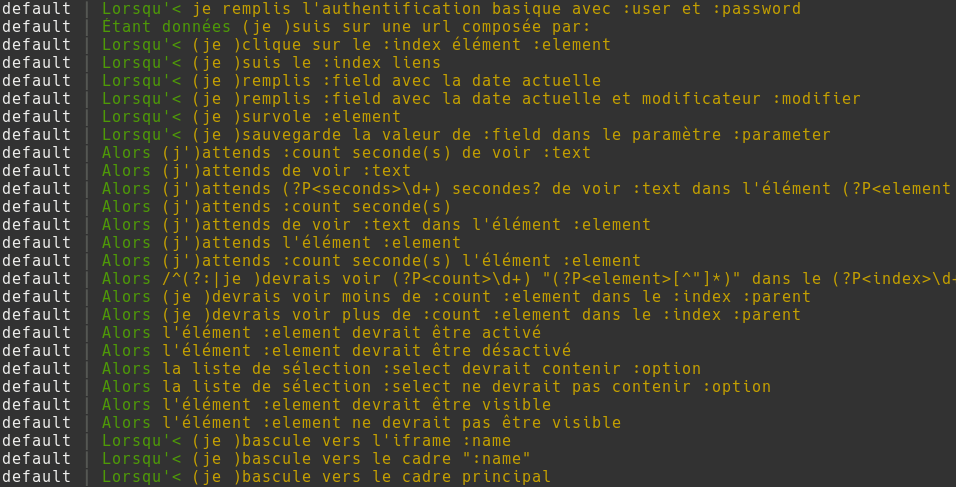 default | Lorsqu'< je remplis l'authentification basique avec :user et :password
default | Étant données (je )suis sur une url composée par:
default | Lorsqu'< (je )clique sur le :index élément :element
default | Lorsqu'< (je )suis le :index liens
default | Lorsqu'< (je )remplis :field avec la date actuelle
default | Lorsqu'< (je )remplis :field avec la date actuelle et modificateur :modifier
default | Lorsqu'< (je )survole :element
default | Lorsqu'< (je )sauvegarde la valeur de :field dans le paramètre :parameter
default | Alors (j')attends :count seconde(s) de voir :text
default | Alors (j')attends de voir :text
default | Alors (j')attends (?P<seconds>\d+) secondes? de voir :text dans l'élément (?P<element
default | Alors (j')attends :count seconde(s)
default | Alors (j')attends de voir :text dans l'élément :element
default | Alors (j')attends l'élément :element
default | Alors (j')attends :count seconde(s) l'élément :element
default | Alors /^(?:|je )devrais voir (?P<count>\d+) "(?P<element>[^"]*)" dans le (?P<index>\d+
default | Alors (je )devrais voir moins de :count :element dans le :index :parent
default | Alors (je )devrais voir plus de :count :element dans le :index :parent
default | Alors l'élément :element devrait être activé
default | Alors l'élément :element devrait être désactivé
default | Alors la liste de sélection :select devrait contenir :option
default | Alors la liste de sélection :select ne devrait pas contenir :option
default | Alors l'élément :element devrait être visible
default | Alors l'élément :element ne devrait pas être visible
default | Lorsqu'< (je )bascule vers l'iframe :name
default | Lorsqu'< (je )bascule vers le cadre ":name"
default | Lorsqu'< (je )bascule vers le cadre principal